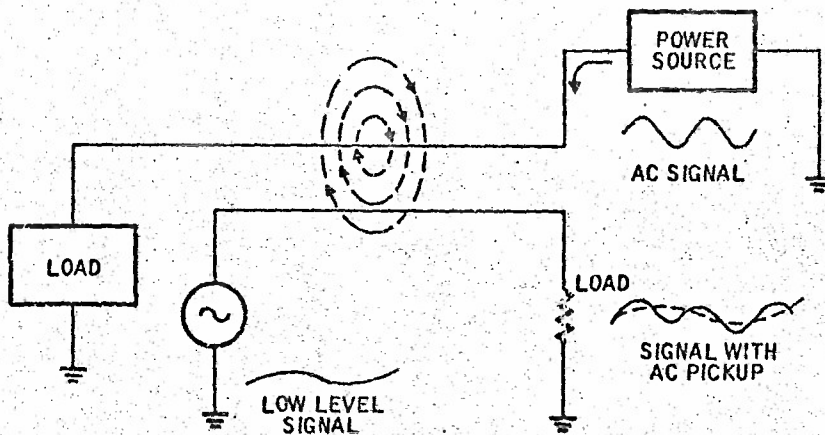 POWER
SOURCE
AC SIGNAL
LOAD
LOAD
SIGNAL WITH
AC PICKUP
LOW LEVEL
SIGNAL